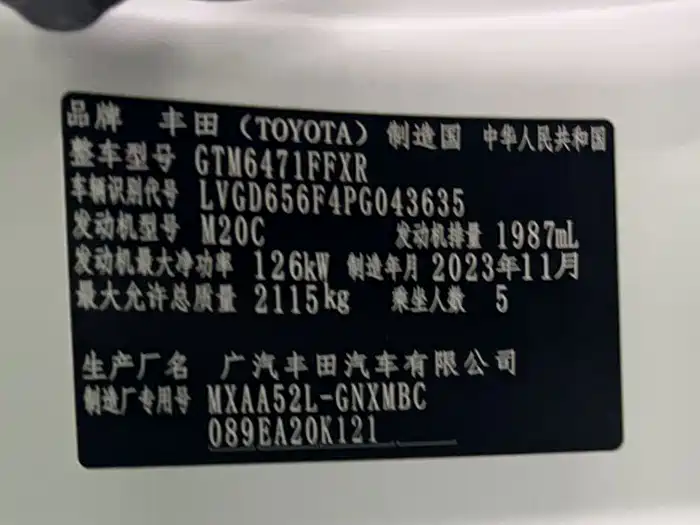 品牌 丰田(TOYOTA) 制造国 中华人民共和国
整车型号 GTM6471FFXR
车辆识别代号 LVGD656F4PG043635
发动机型号 M20C 发动机排量 1987mL
发动机最大净功率 126kW 制造年月 2023年11月
最大允许总质量 2115kg 乘坐人数 5
生产厂名 广汽丰田汽车有限公司
制造厂专用号 MXAA52L-GNXMBC
089EA20K121